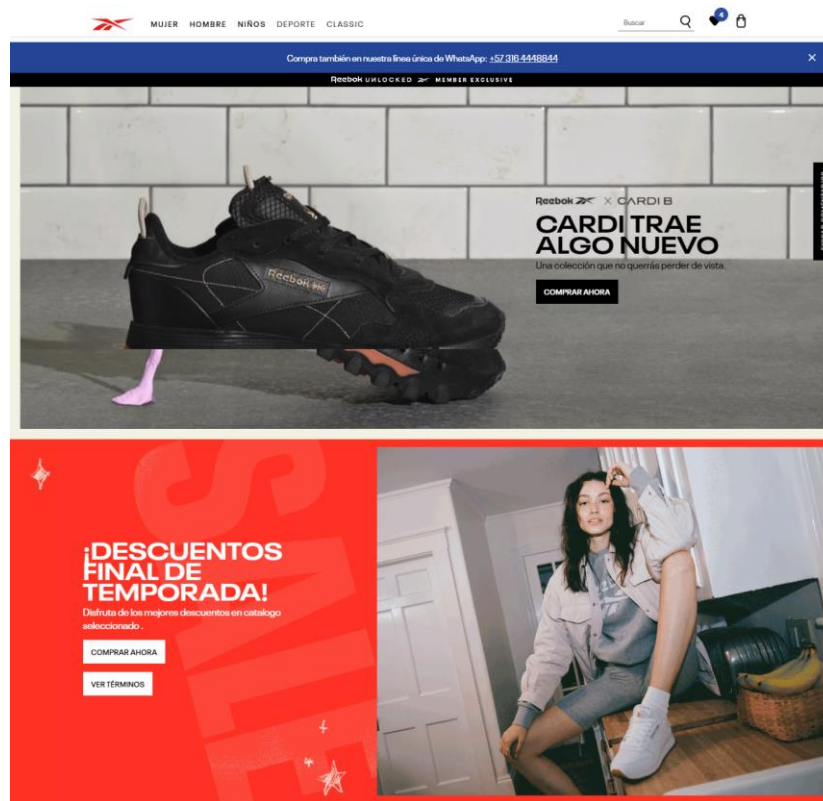 MUJER HOMBRE NIÑOS DEPORTE CLASSIC
Buscar
4
Compra también en nuestra línea única de WhatsApp: +57 316 4448844
Reebok UNLOCKED MEMBER EXCLUSIVE
Reebok X CARDI B
CARDI TRAE
ALGO NUEVO
Una colección que no querrás perder de vista.
COMPRAR AHORA
Reebok
SALE
¡DESCUENTOS
FINAL DE
TEMPORADA!
Disfruta de los mejores descuentos en catalogo
seleccionado .
COMPRAR AHORA
VER TÉRMINOS